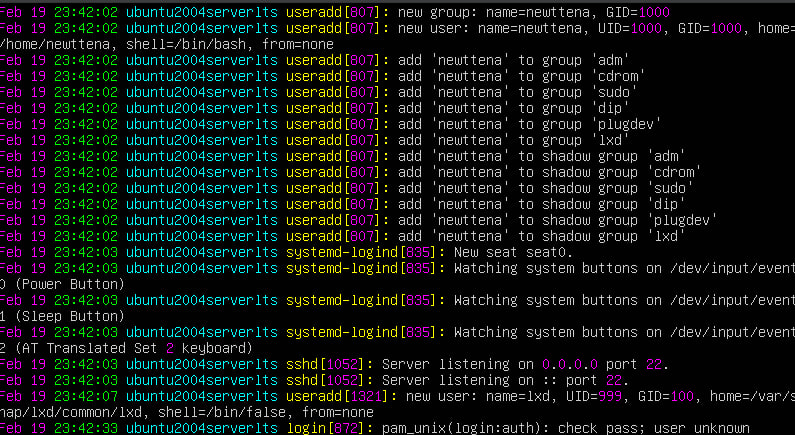 Feb 19 23:42:02 ubuntu2004serverlts useradd[807]: new group: name=newttena, GID=1000
Feb 19 23:42:02 ubuntu2004serverlts useradd[807]: new user: name=newttena, UID=1000, GID=1000, home=
/home/newttena, shell=/bin/bash, from=none
Feb 19 23:42:02 ubuntu2004serverlts useradd[807]: add 'newttena' to group 'adm'
Feb 19 23:42:02 ubuntu2004serverlts useradd[807]: add 'newttena' to group 'cdrom'
Feb 19 23:42:02 ubuntu2004serverlts useradd[807]: add 'newttena' to group 'sudo'
Feb 19 23:42:02 ubuntu2004serverlts useradd[807]: add 'newttena' to group 'dip'
Feb 19 23:42:02 ubuntu2004serverlts useradd[807]: add 'newttena' to group 'plugdev'
Feb 19 23:42:02 ubuntu2004serverlts useradd[807]: add 'newttena' to group 'lxd'
Feb 19 23:42:02 ubuntu2004serverlts useradd[807]: add 'newttena' to shadow group 'adm'
Feb 19 23:42:02 ubuntu2004serverlts useradd[807]: add 'newttena' to shadow group 'cdrom'
Feb 19 23:42:02 ubuntu2004serverlts useradd[807]: add 'newttena' to shadow group 'sudo'
Feb 19 23:42:02 ubuntu2004serverlts useradd[807]: add 'newttena' to shadow group 'dip'
Feb 19 23:42:02 ubuntu2004serverlts useradd[807]: add 'newttena' to shadow group 'plugdev'
Feb 19 23:42:02 ubuntu2004serverlts useradd[807]: add 'newttena' to shadow group 'lxd'
Feb 19 23:42:03 ubuntu2004serverlts systemd-logind[835]: New seat seat0.
Feb 19 23:42:03 ubuntu2004serverlts systemd-logind[835]: Watching system buttons on /dev/input/event
0 (Power Button)
Feb 19 23:42:03 ubuntu2004serverlts systemd-logind[835]: Watching system buttons on /dev/input/event
1 (Sleep Button)
Feb 19 23:42:03 ubuntu2004serverlts systemd-logind[835]: Watching system buttons on /dev/input/event
2 (AT Translated Set 2 keyboard)
Feb 19 23:42:03 ubuntu2004serverlts sshd[1052]: Server listening on 0.0.0.0 port 22.
Feb 19 23:42:03 ubuntu2004serverlts sshd[1052]: Server listening on :: port 22.
Feb 19 23:42:07 ubuntu2004serverlts useradd[1321]: new user: name=lxd, UID=999, GID=100, home=/var/s
nap/lxd/common/lxd, shell=/bin/false, from=none
Feb 19 23:42:33 ubuntu2004serverlts login[872]: pam_unix(login:auth): check pass; user unknown